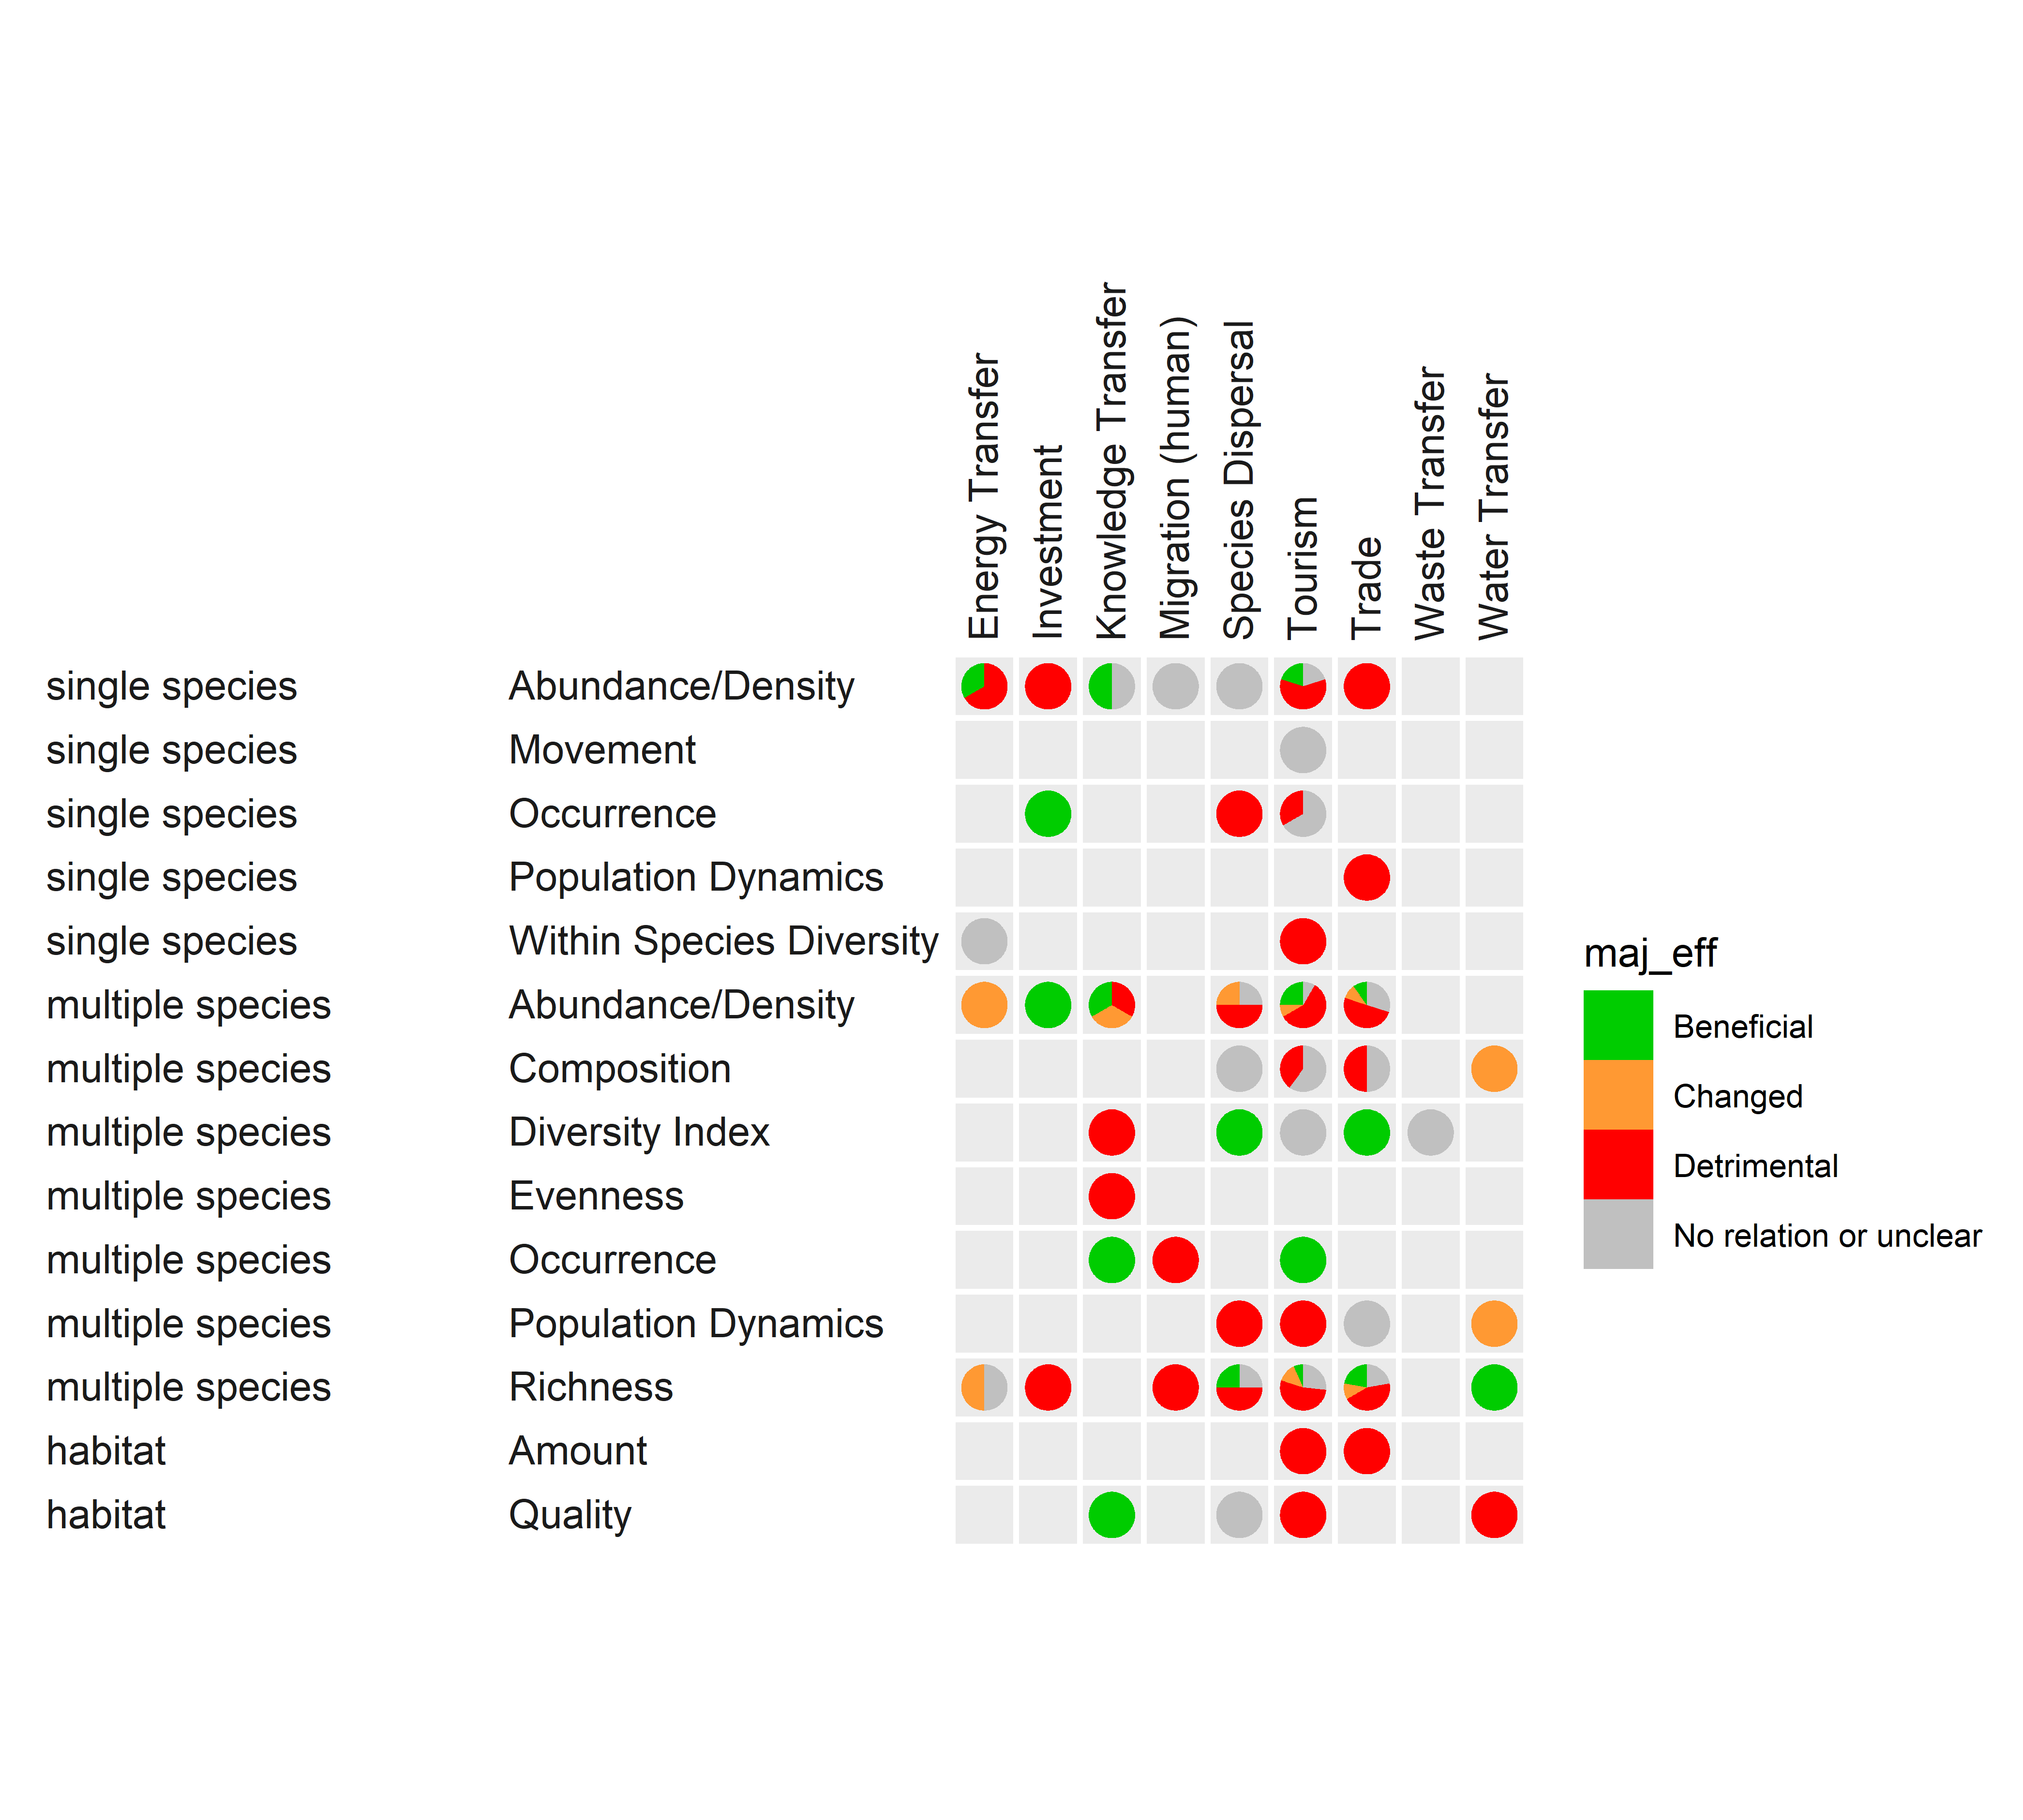 Energy Transfer
Investment
Knowledge Transfer
Migration (human)
Species Dispersal
Tourism
Trade
Waste Transfer
Water Transfer
single species Abundance/Density
single species Movement
single species Occurrence
single species Population Dynamics
single species Within Species Diversity
multiple species Abundance/Density
multiple species Composition
multiple species Diversity Index
multiple species Evenness
multiple species Occurrence
multiple species Population Dynamics
multiple species Richness
habitat Amount
habitat Quality
maj_eff
Beneficial
Changed
Detrimental
No relation or unclear